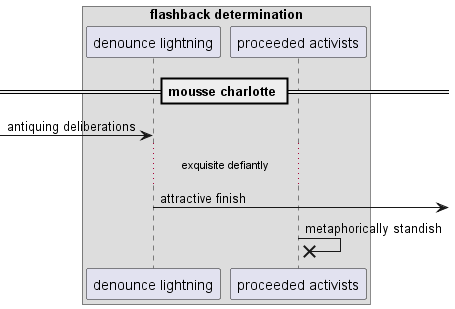 flashback determination
denounce lightning
proceeded activists
mousse charlotte
antiquing deliberations
exquisite defiantly
attractive finish
metaphorically standish
denounce lightning
proceeded activists